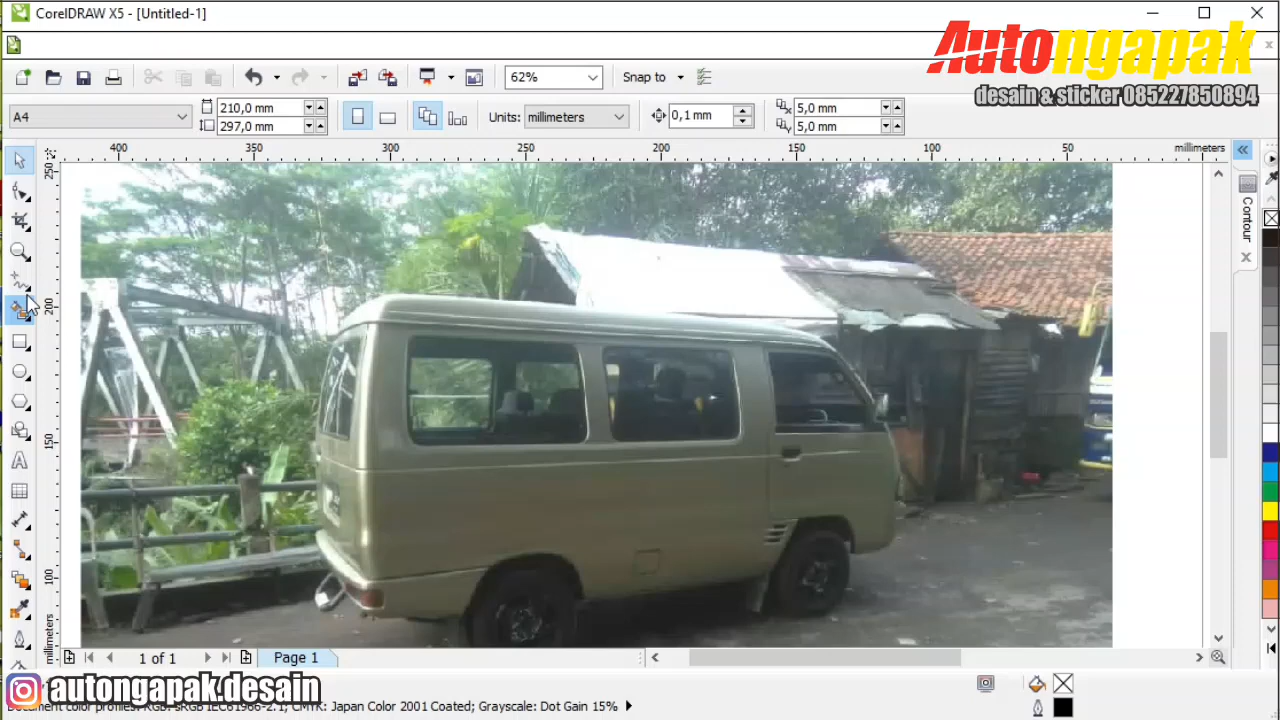 CorelDRAW X5 - [Untitled-1]
Autongapak
desain & sticker 085227850894
62%
Snap to
A4
210,0 mm
297,0 mm
Units: millimeters
0,1 mm
5,0 mm
5,0 mm
400 350 300 250 200 150 100 50 millimeters
250
200
150
100
millimeters
Contour
1 of 1
Page 1
autongapak.desain
Document color profiles: RGB: sRGB IEC61966-2.1; CMYK: Japan Color 2001 Coated; Grayscale: Dot Gain 15%